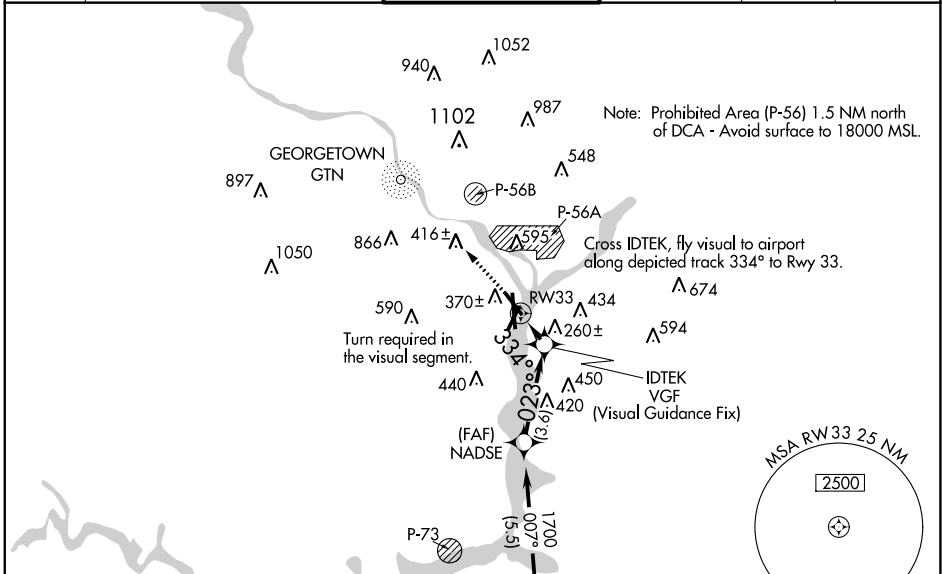 1052
940
987
1102
Note: Prohibited Area (P-56) 1.5 NM north
of DCA - Avoid surface to 18000 MSL.
GEORGETOWN
GTN
548
897
P-56B
P-56A
866
416±
595
Cross IDTEK, fly visual to airport
along depicted track 334° to Rwy 33.
1050
674
370±
RW33
434
590
260±
594
Turn required in
the visual segment.
334°
440
450
IDTEK
VGF
(Visual Guidance Fix)
023°
(3.6)
420
(FAF)
NADSE
MSA RW33 25 NM
2500
1700
007°
(5.5)
P-73